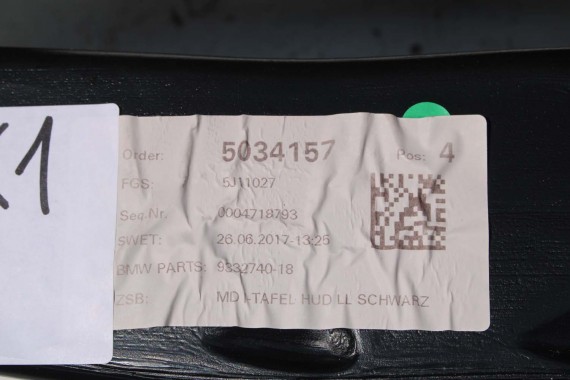 X1
Order: 5034157 Pos: 4
FGS: 5J11027
Seq.Nr. 0004718793
SWET: 26.06.2017-13:25
BMW PARTS: 9332740-18
ZSB: MD I-TAFEL HUD LL SCHWARZ